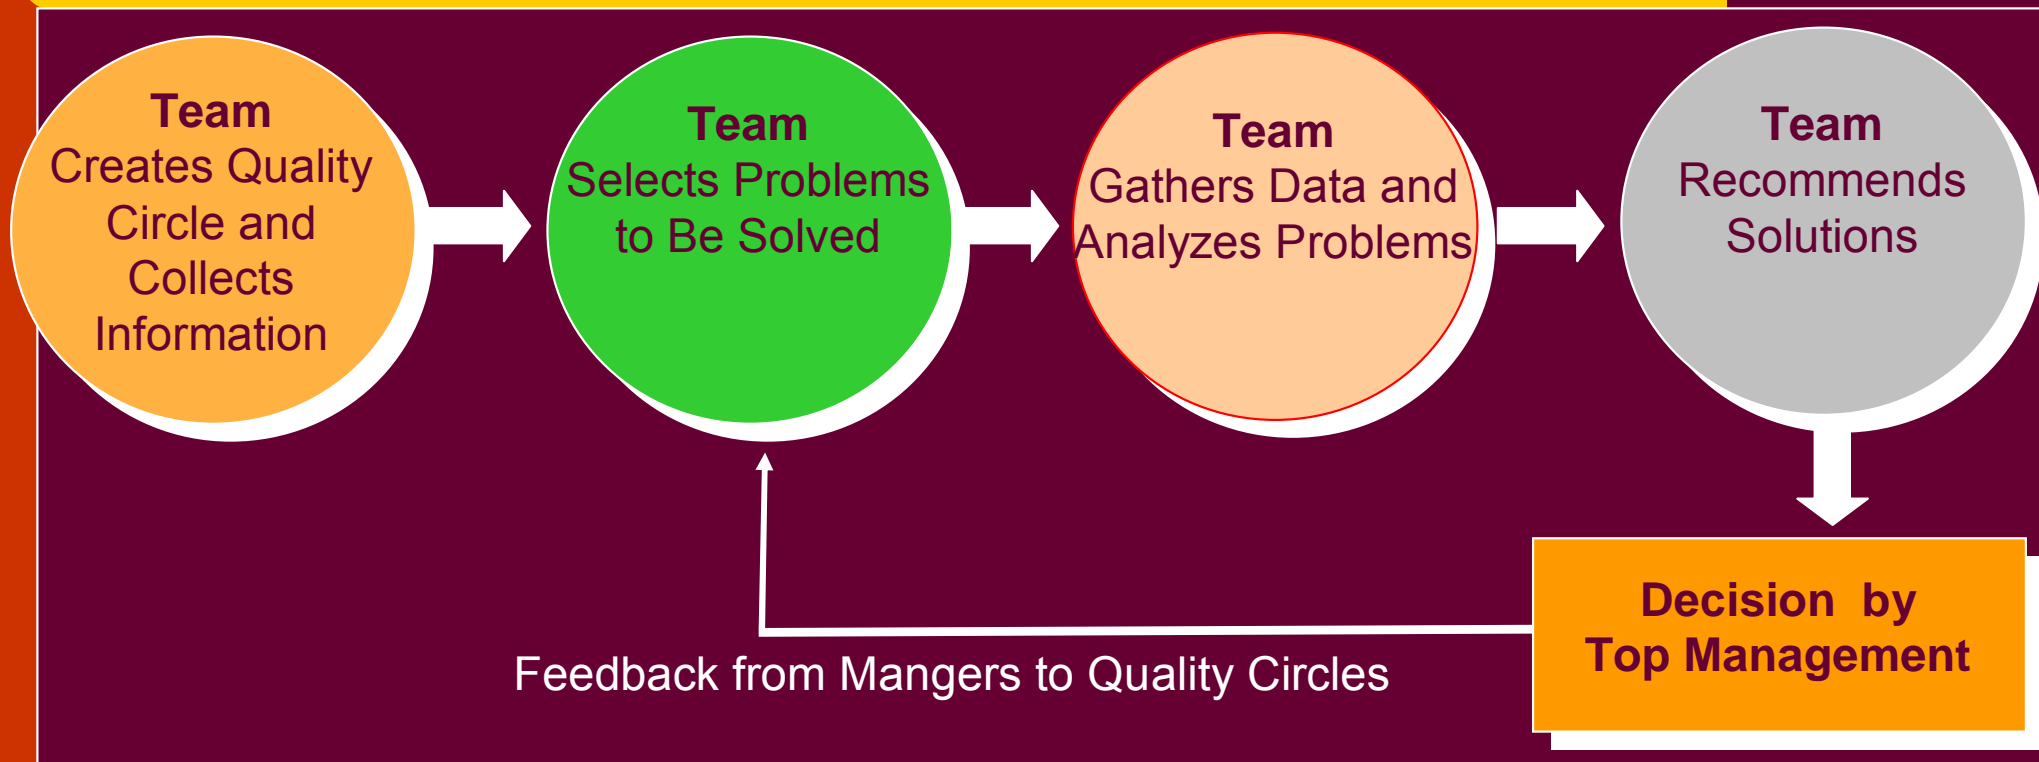 Team
Creates Quality
Circle and
Collects
Information
Team
Selects Problems
to Be Solved
Team
Gathers Data and
Analyzes Problems
Team
Recommends
Solutions
Decision by
Top Management
Feedback from Mangers to Quality Circles